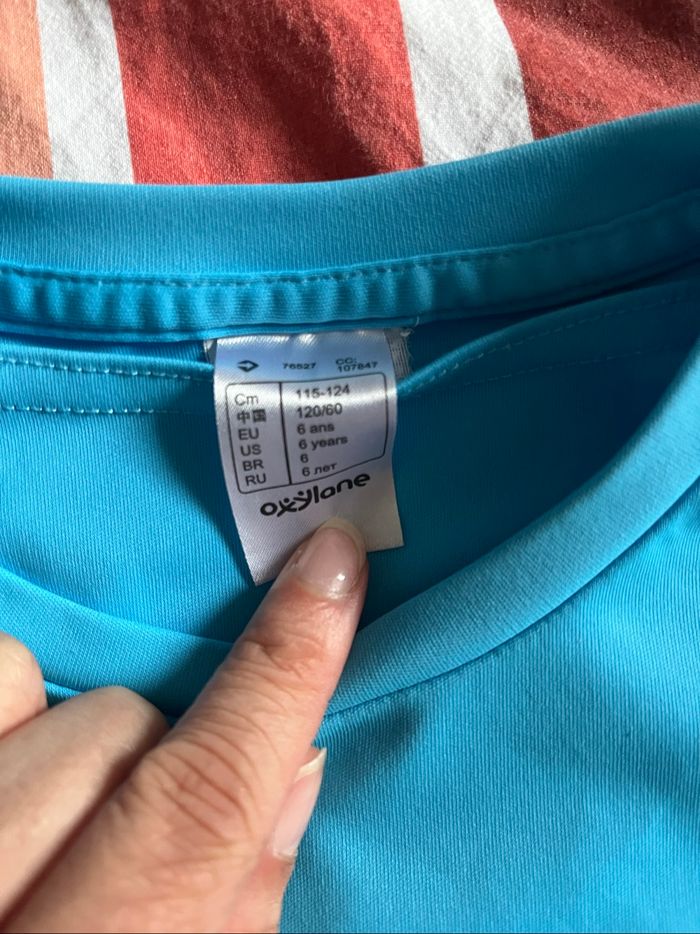 76527 CC: 107847
Cm 115-124
中国 120/60
EU 6 ans
US 6 years
BR 6
RU 6 лет
oxylane